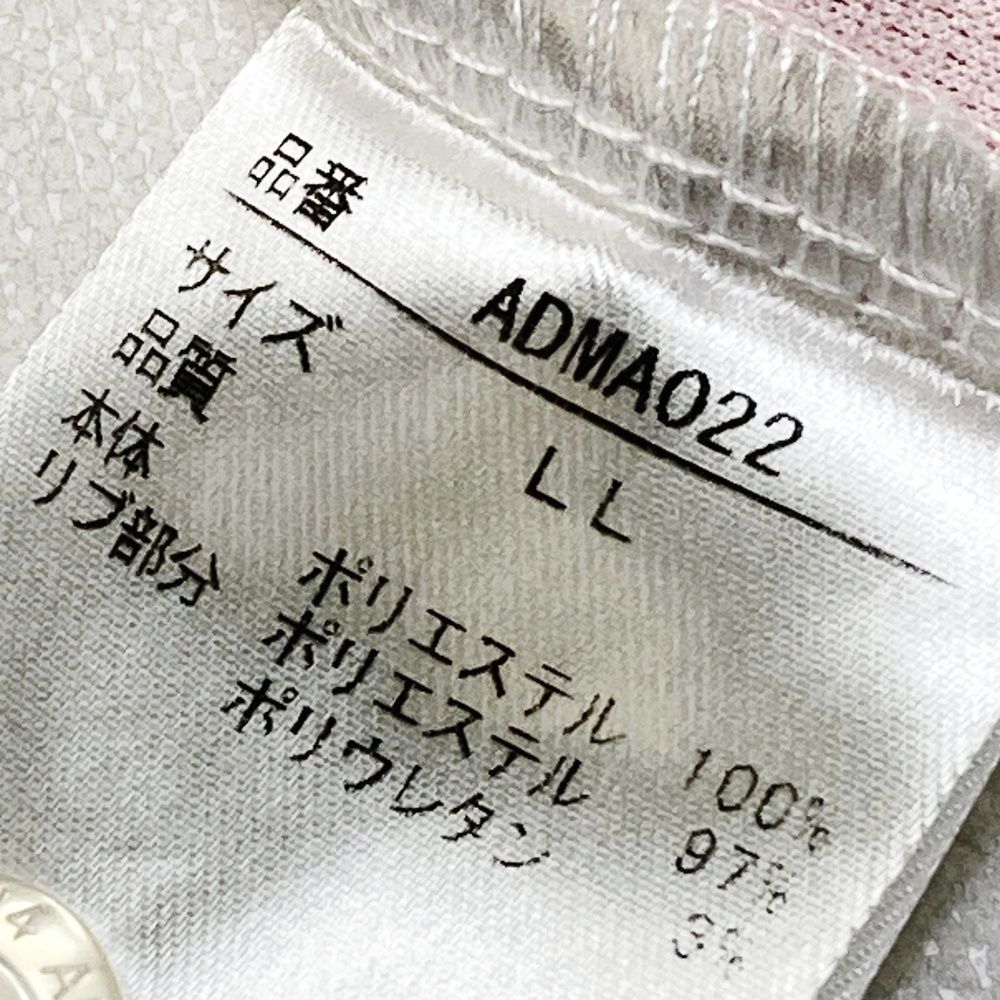 品番 ADMA022
サイズ LL
品質
本体 ポリエステル 100%
リブ部分 ポリエステル 97%
ポリウレタン 3%